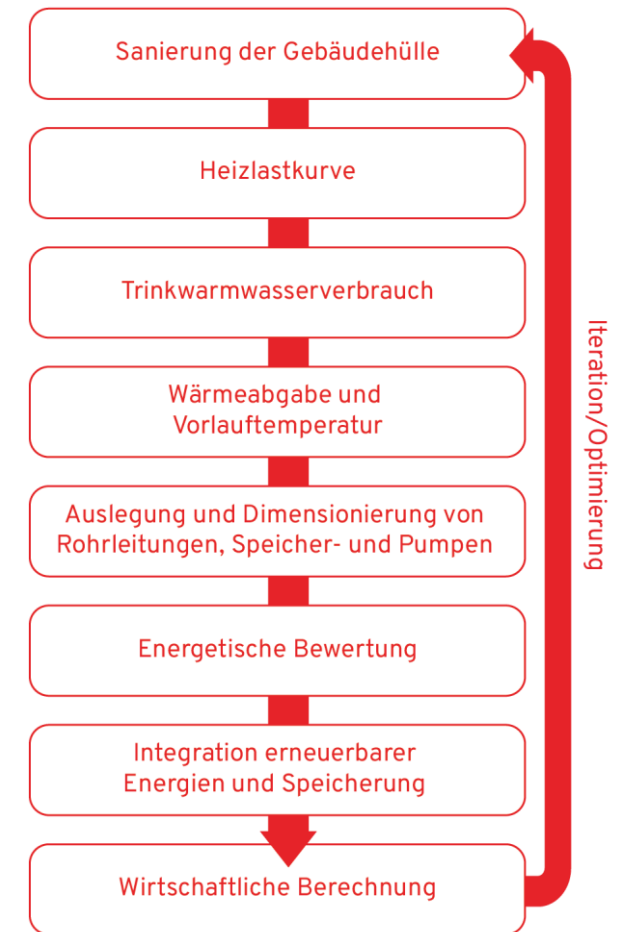 Sanierung der Gebäudehülle
Heizlastkurve
Trinkwarmwasserverbrauch
Wärmeabgabe und
Vorlauftemperatur
Auslegung und Dimensionierung von
Rohrleitungen, Speicher- und Pumpen
Energetische Bewertung
Integration erneuerbarer
Energien und Speicherung
Wirtschaftliche Berechnung
Iteration/Optimierung